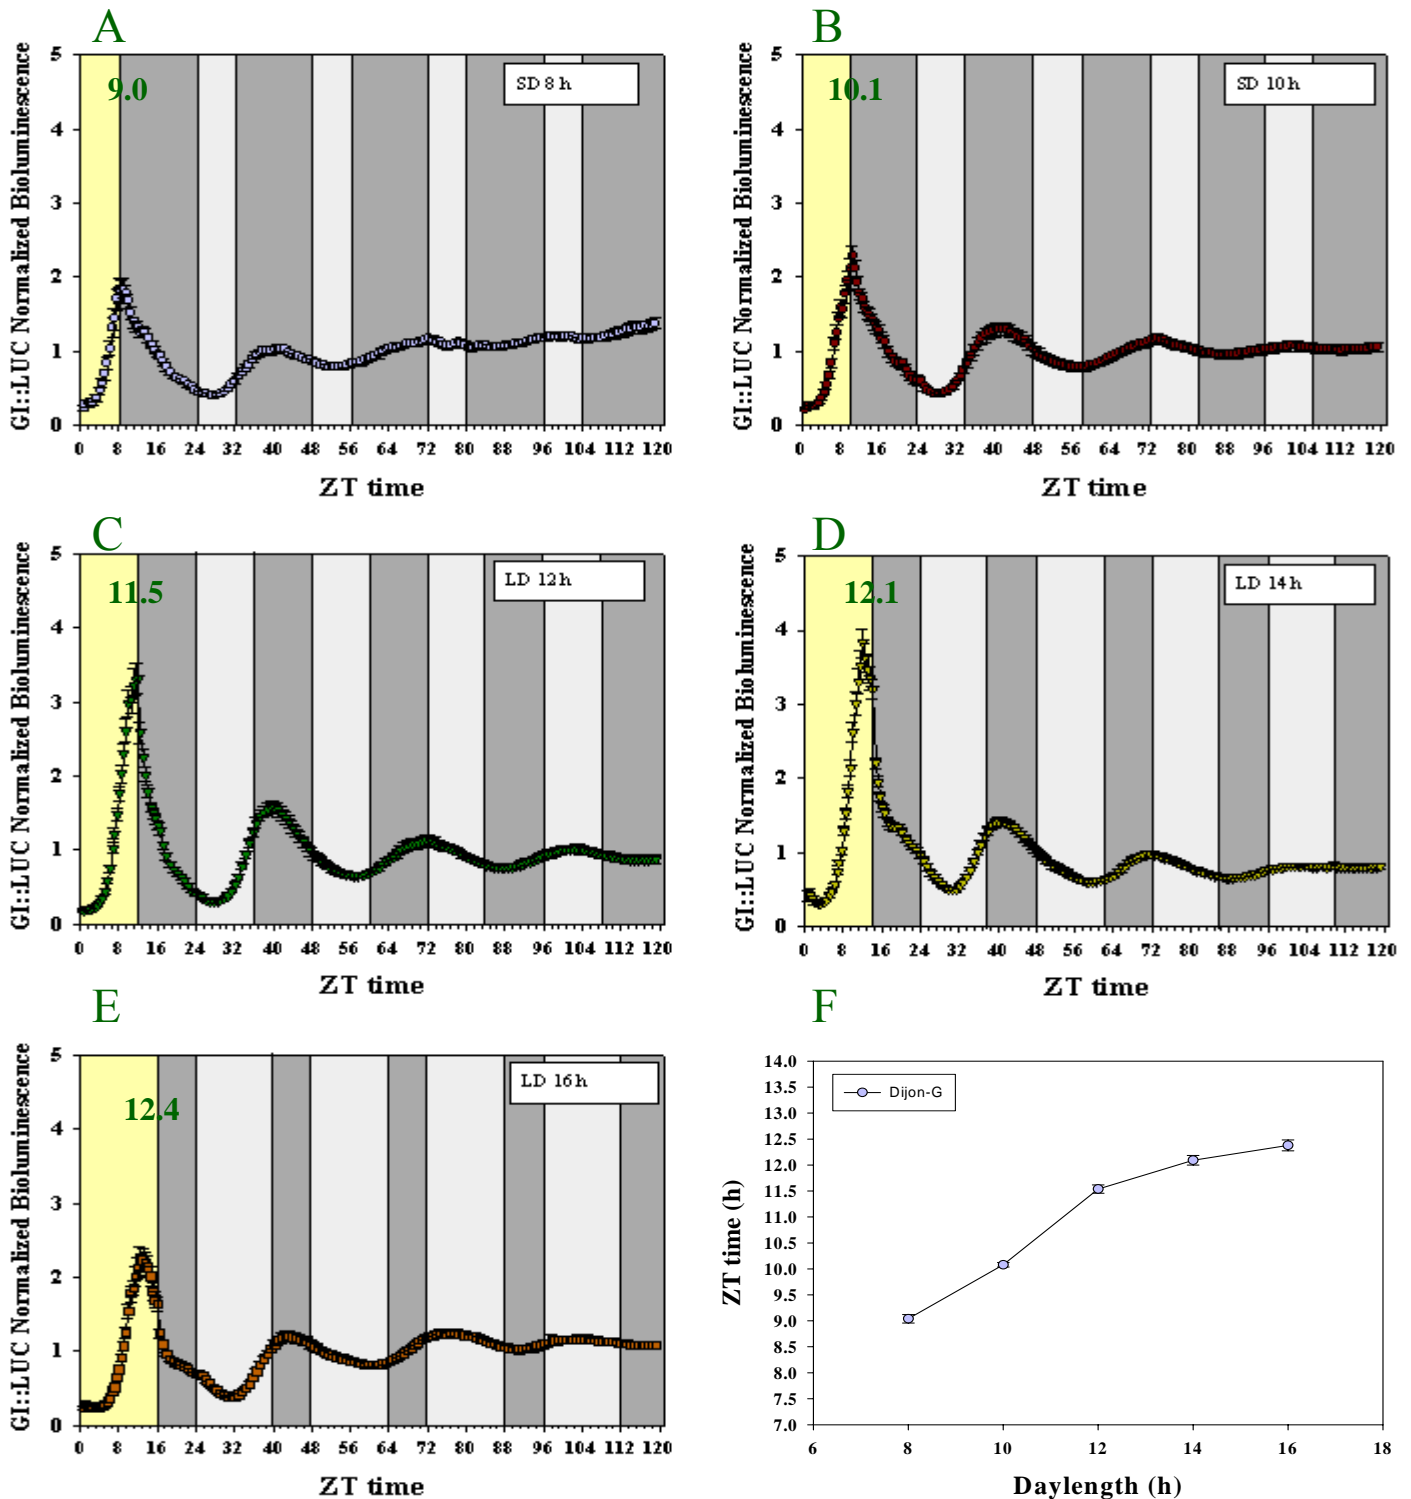 A
9.0
SD 8 h
GI::LUC Normalized Bioluminescence
5
4
3
2
1
0
0 8 16 24 32 40 48 56 64 72 80 88 96 104 112 120
ZT time
B
10.1
SD 10 h
GI::LUC Normalized Bioluminescence
5
4
3
2
1
0
0 8 16 24 32 40 48 56 64 72 80 88 96 104 112 120
ZT time
C
11.5
LD 12 h
GI::LUC Normalized Bioluminescence
5
4
3
2
1
0
0 8 16 24 32 40 48 56 64 72 80 88 96 104 112 120
ZT time
D
12.1
LD 14 h
GI::LUC Normalized Bioluminescence
5
4
3
2
1
0
0 8 16 24 32 40 48 56 64 72 80 88 96 104 112 120
ZT time
E
12.4
LD 16 h
GI::LUC Normalized Bioluminescence
5
4
3
2
1
0
0 8 16 24 32 40 48 56 64 72 80 88 96 104 112 120
ZT time
F
Dijon-G
ZT time (h)
14.0
13.5
13.0
12.5
12.0
11.5
11.0
10.5
10.0
9.5
9.0
8.5
8.0
7.5
7.0
6 8 10 12 14 16 18
Daylength (h)